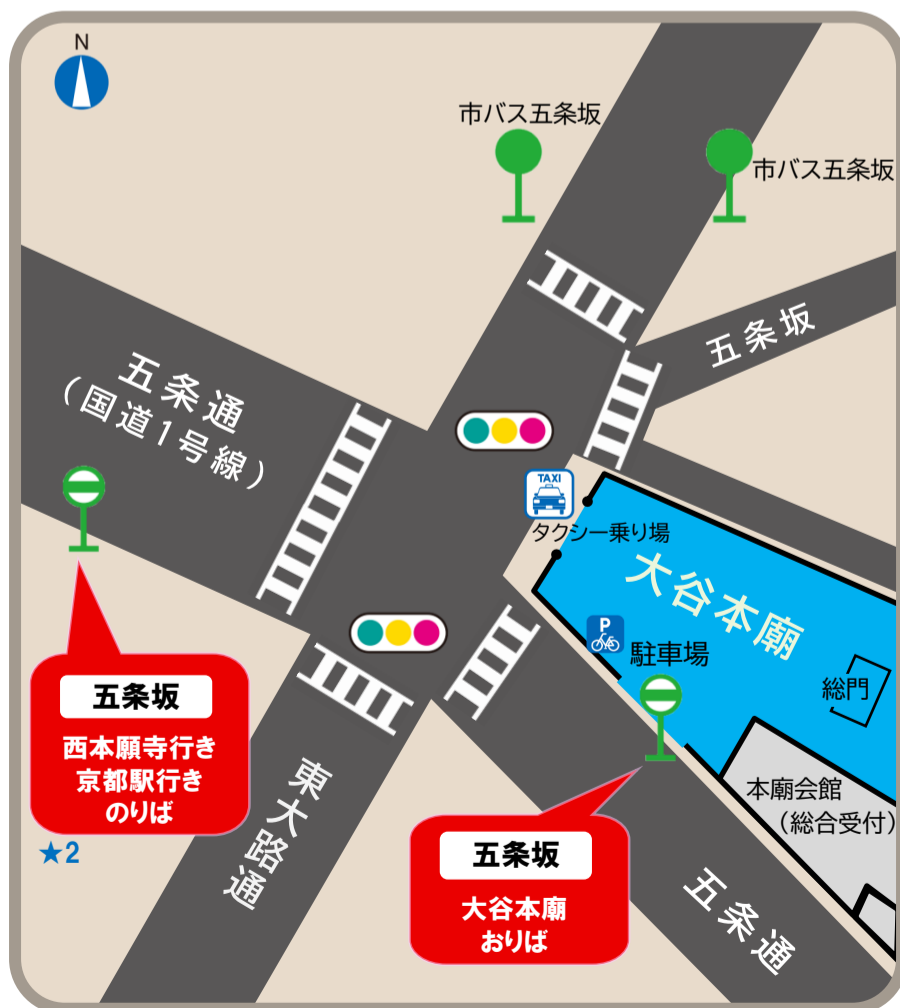 N
市バス五条坂
市バス五条坂
五条坂
五条通
(国道1号線)
TAXI
タクシー乗り場
大谷本廟
P
駐車場
総門
本廟会館
(総合受付)
五条坂
西本願寺行き
京都駅行き
のりば
★2
東大路通
五条坂
大谷本廟
おりば
五条通